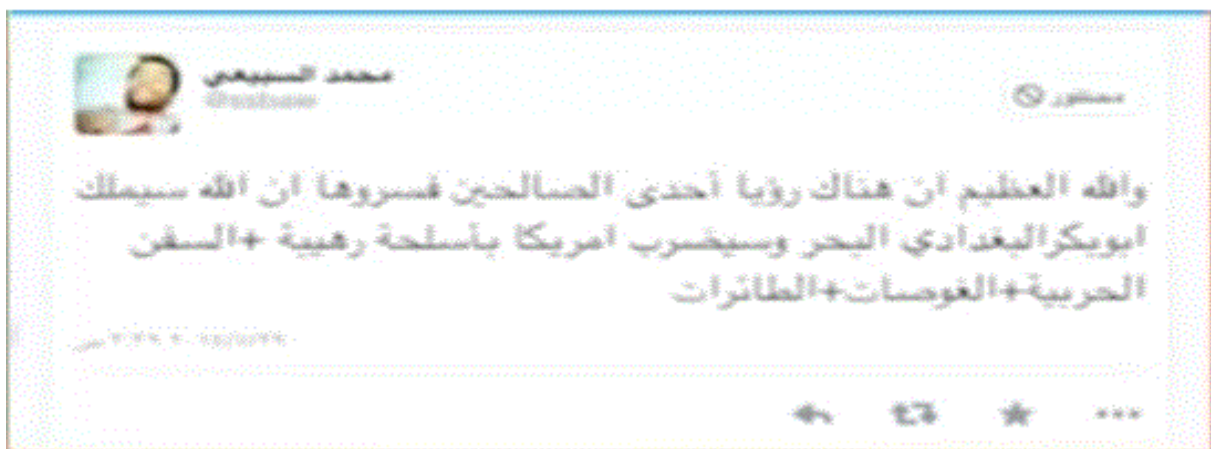 محمد السبيعي
والله العظيم ان هناك رؤيا أحدى الصالحين فسروها ان الله سيملك
ابوبكرالبغدادي البحر وسيضرب امريكا بأسلحة رهيبة +السفن
الحربية+الغوصات+الطائرات